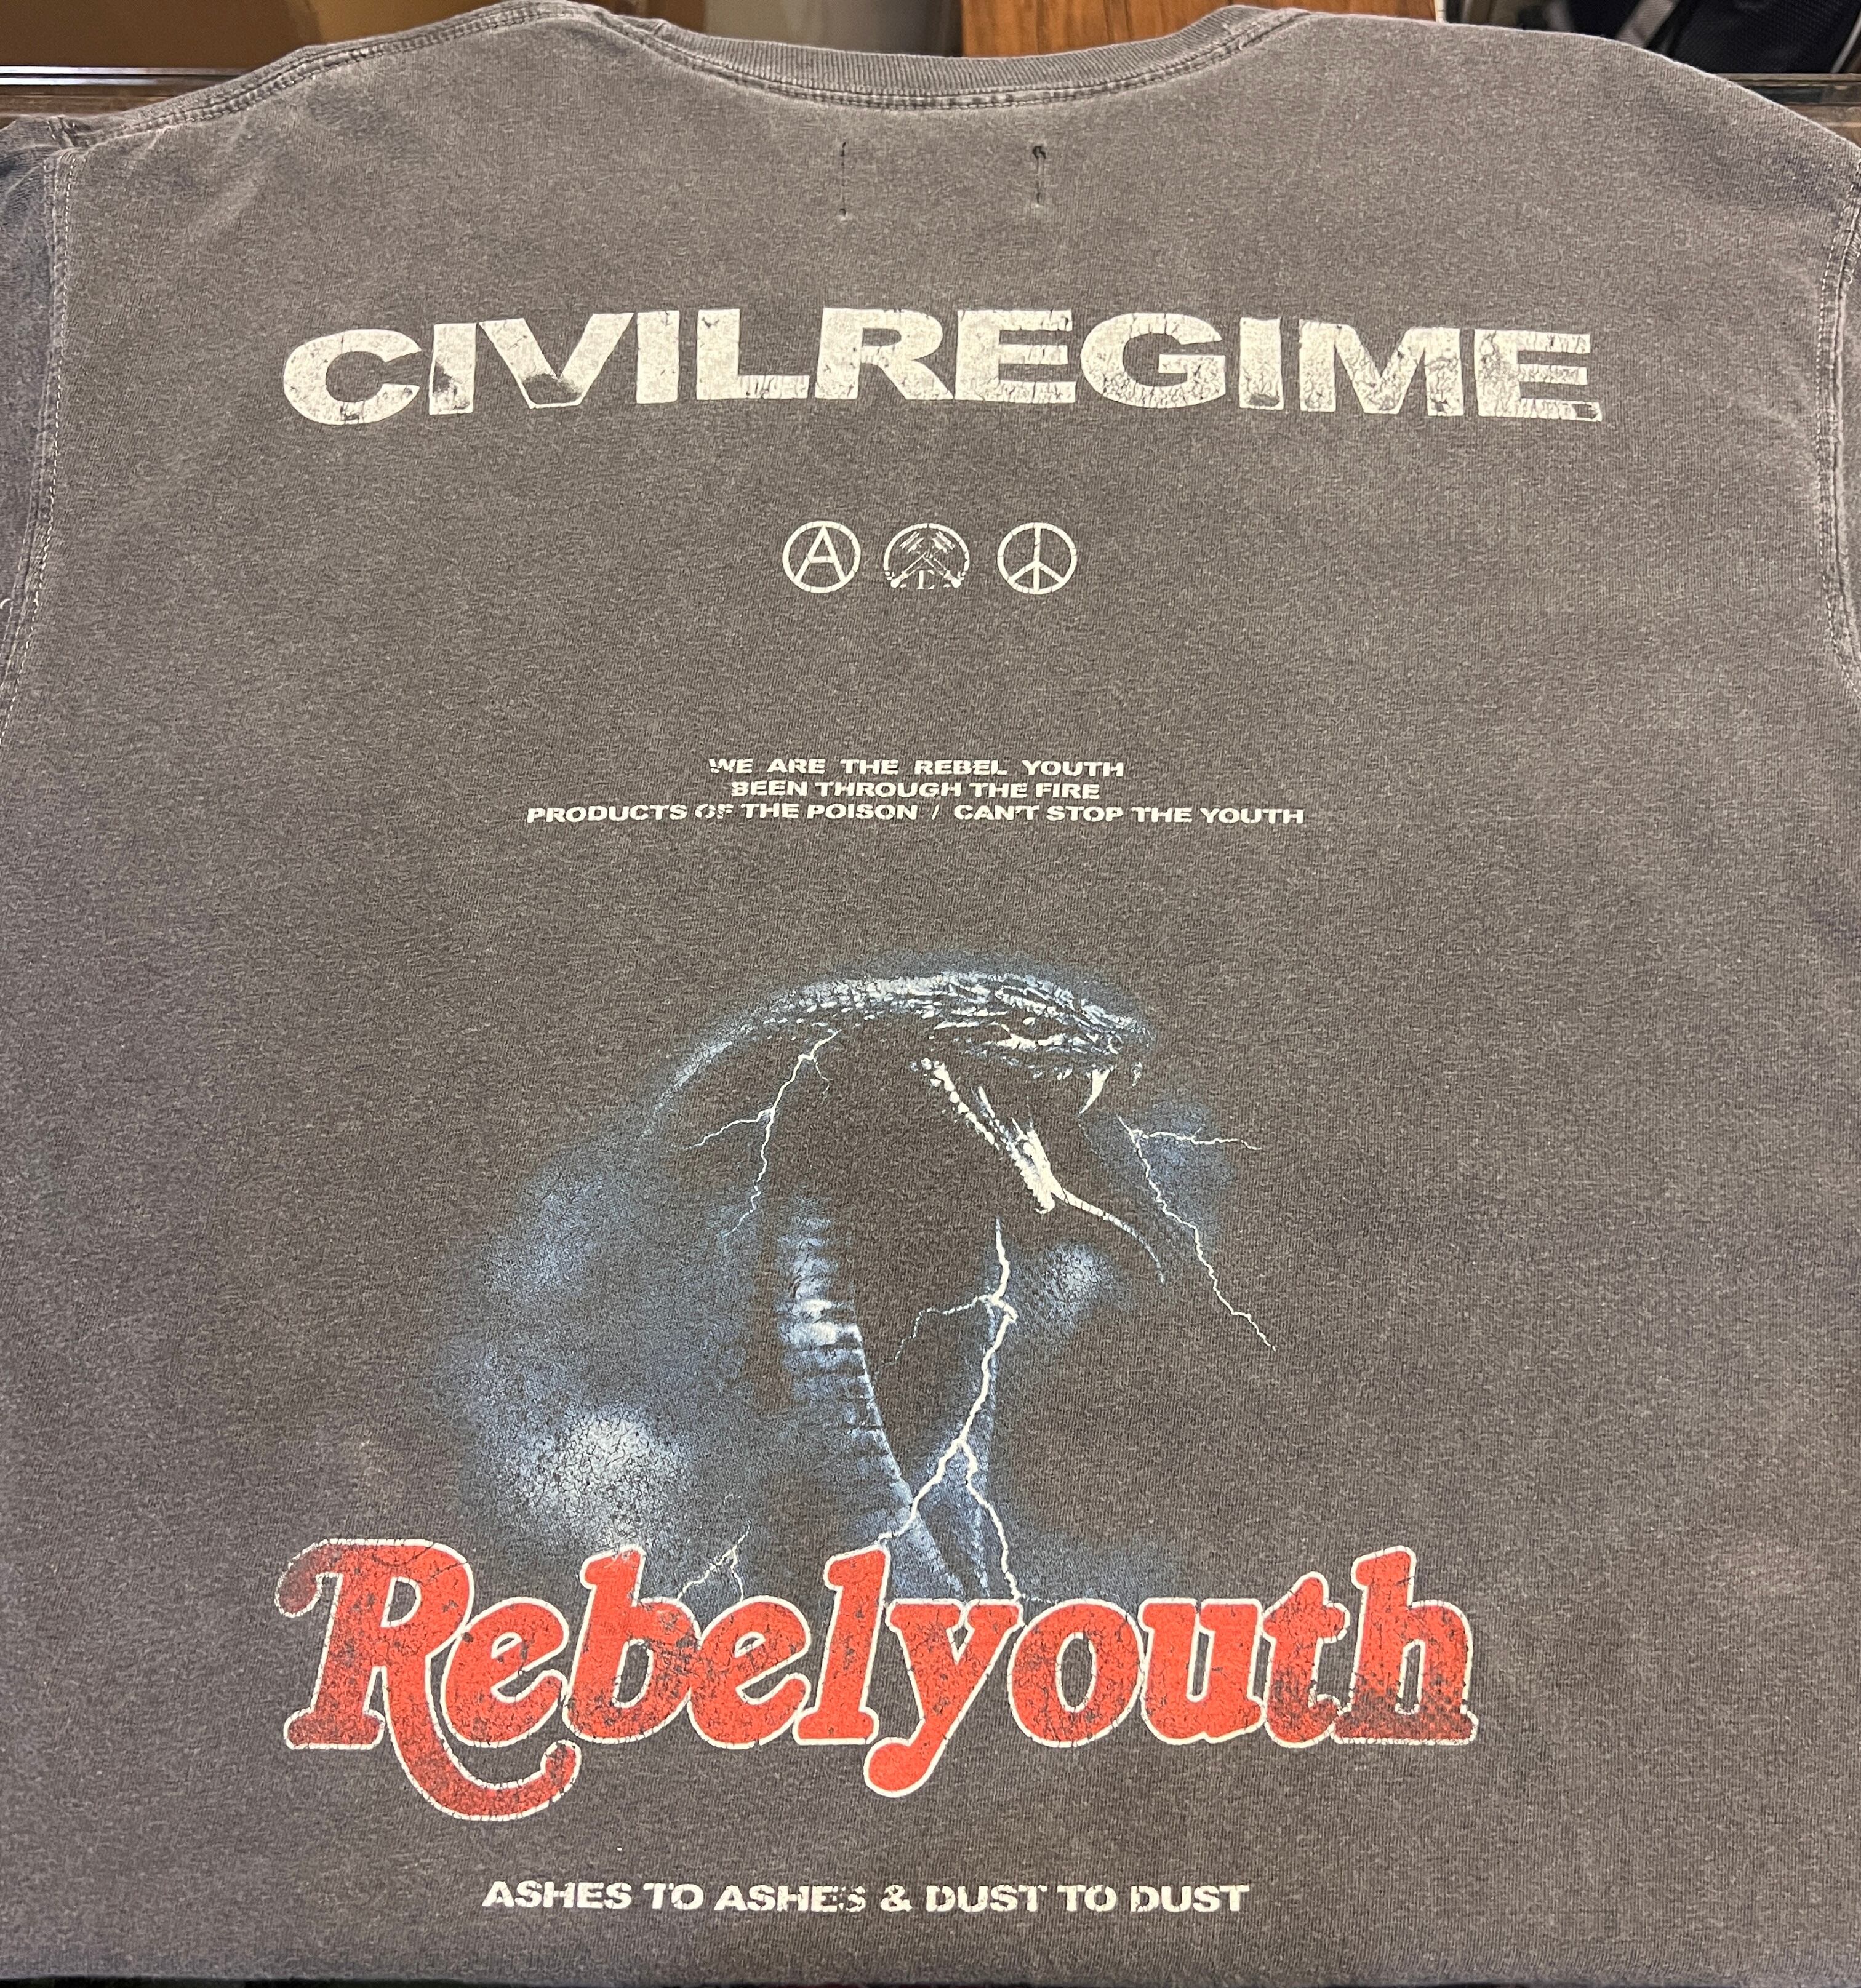 CIVILREGIME
WE ARE THE REBEL YOUTH
BEEN THROUGH THE FIRE
PRODUCTS OF THE POISON / CAN'T STOP THE YOUTH
Rebelyouth
ASHES TO ASHES & DUST TO DUST